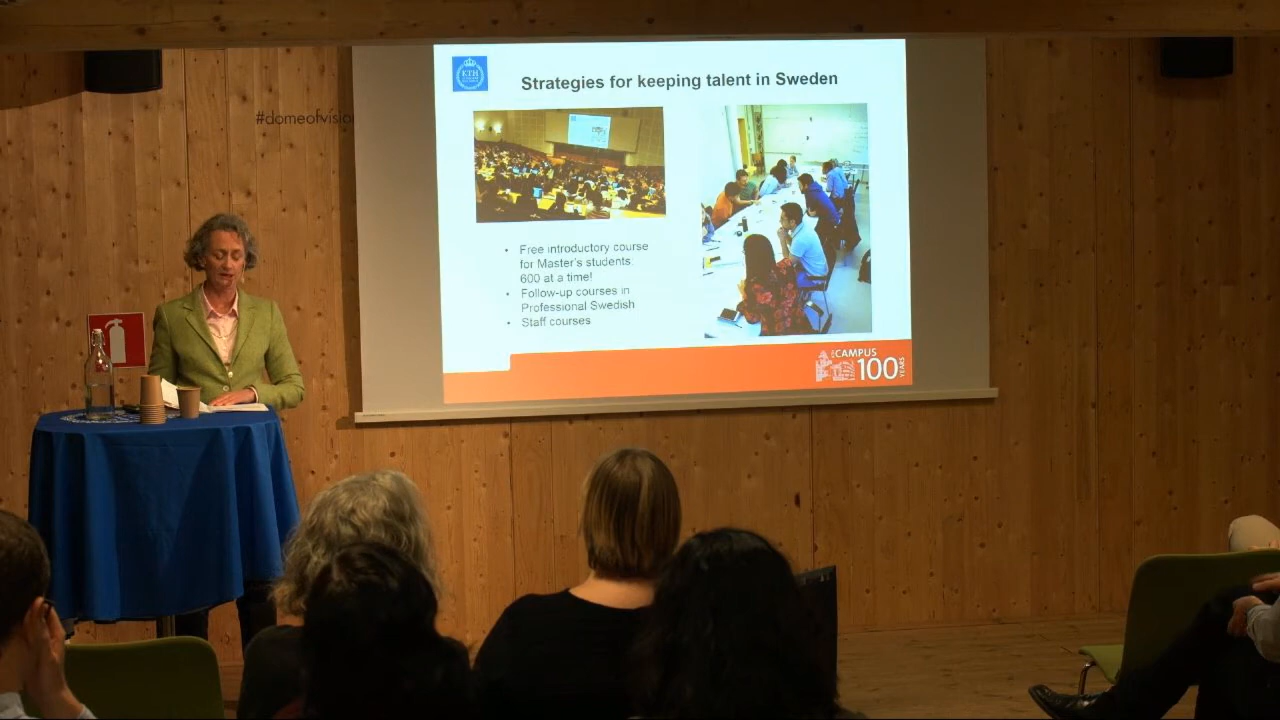 #domeofvision
KTH
Strategies for keeping talent in Sweden
• Free introductory course
for Master's students:
600 at a time!
• Follow-up courses in
Professional Swedish
• Staff courses
CAMPUS
100
YEARS